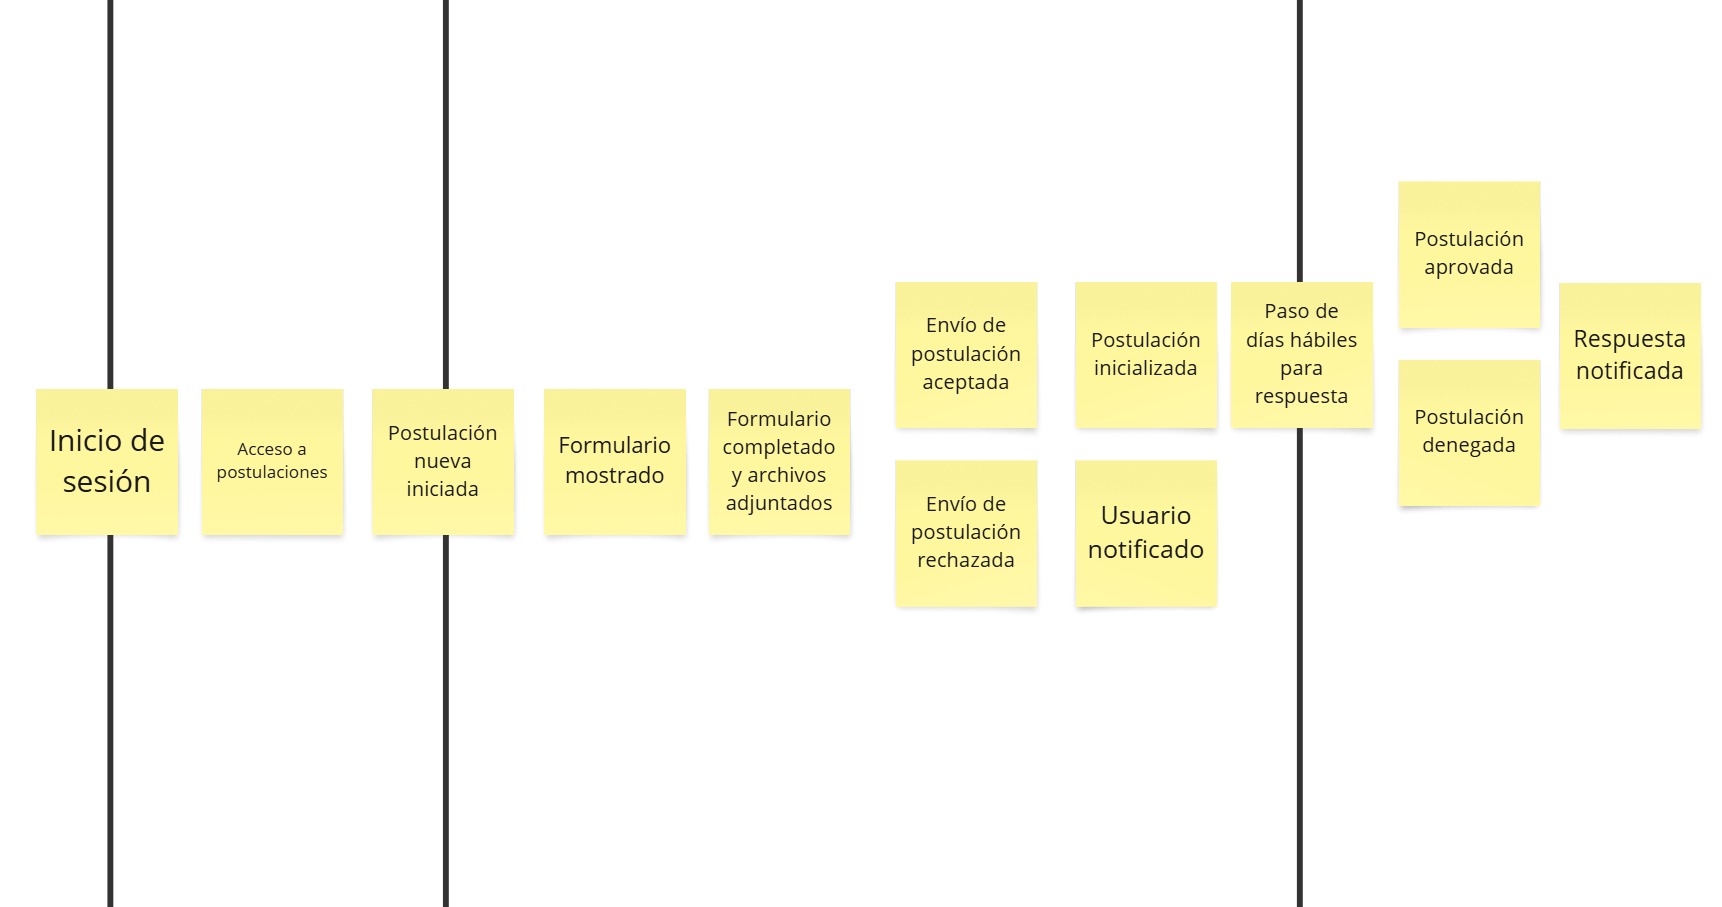 Inicio de
sesión
Acceso a
postulaciones
Postulación
nueva
iniciada
Formulario
mostrado
Formulario
completado
y archivos
adjuntados
Envío de
postulación
aceptada
Envío de
postulación
rechazada
Postulación
inicializada
Usuario
notificado
Paso de
días hábiles
para
respuesta
Postulación
aprovada
Postulación
denegada
Respuesta
notificada